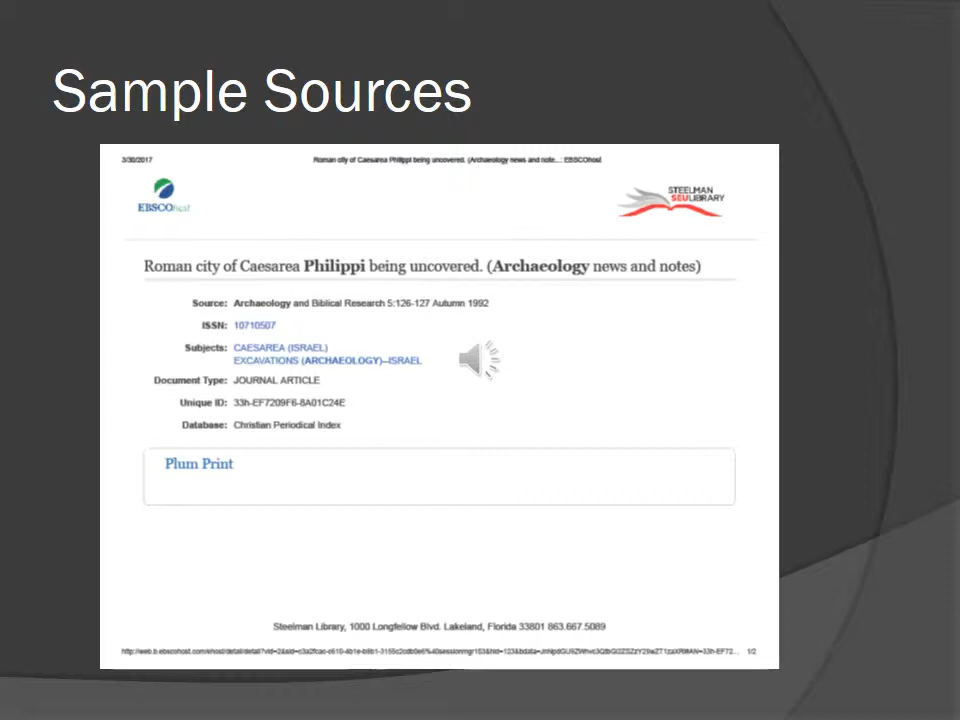 Sample Sources
3/30/2017 Roman city of Caesarea Philippi being uncovered. (Archaeology news and note...: EBSCOhost
EBSCOhost
STEELMAN
SEULIBRARY
Roman city of Caesarea Philippi being uncovered. (Archaeology news and notes)
Source: Archaeology and Biblical Research 5:126-127 Autumn 1992
ISSN: 10710507
Subjects: CAESAREA (ISRAEL)
EXCAVATIONS (ARCHAEOLOGY)--ISRAEL
Document Type: JOURNAL ARTICLE
Unique ID: 33h-EF7209F6-8A01C24E
Database: Christian Periodical Index
Plum Print
Steelman Library, 1000 Longfellow Blvd. Lakeland, Florida 33801 863.667.5089
1/2